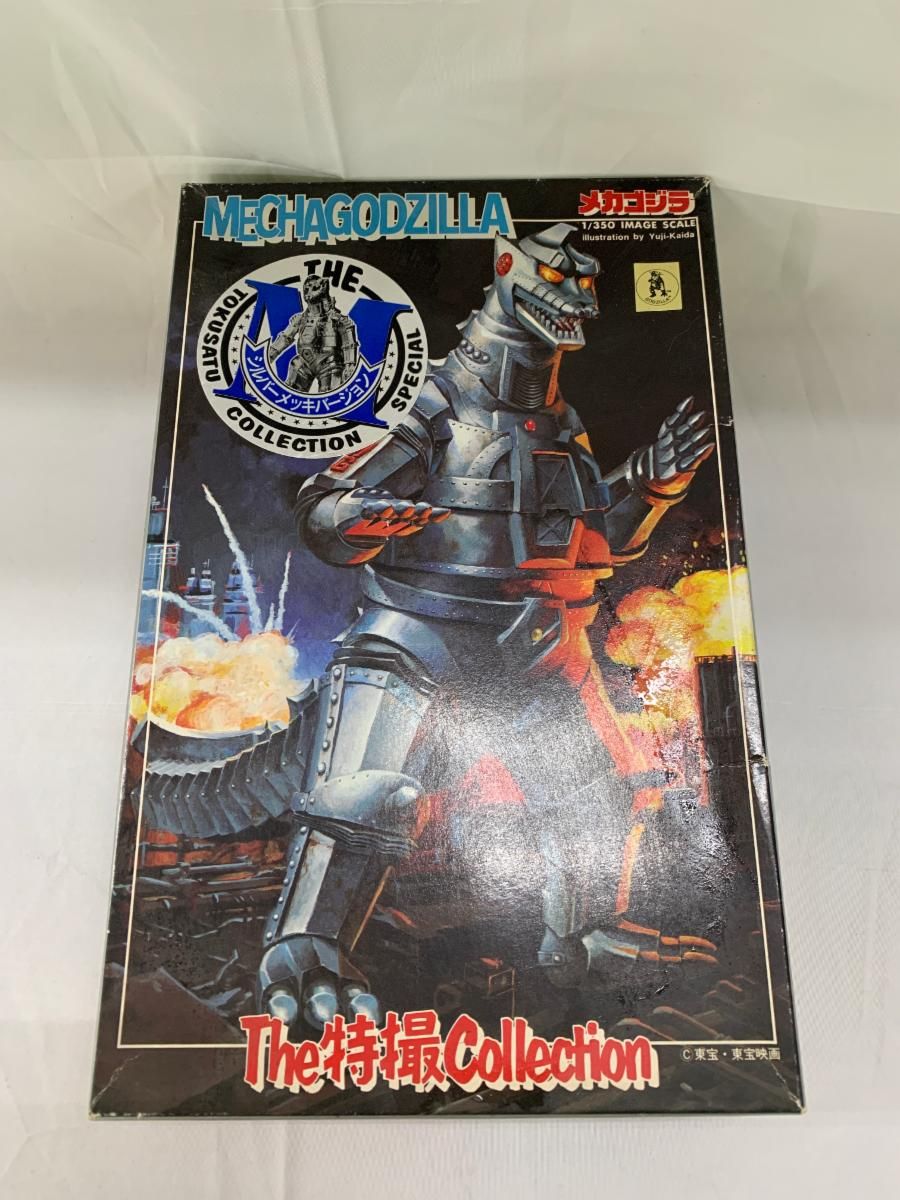 MECHAGODZILLA
メカゴジラ
1/350 IMAGE SCALE
illustration by Yuji-Kaida
GODZILLA
THE
TOKUSATU
SPECIAL
COLLECTION
シルバーメッキバージョン
The特撮Collection
©東宝・東宝映画